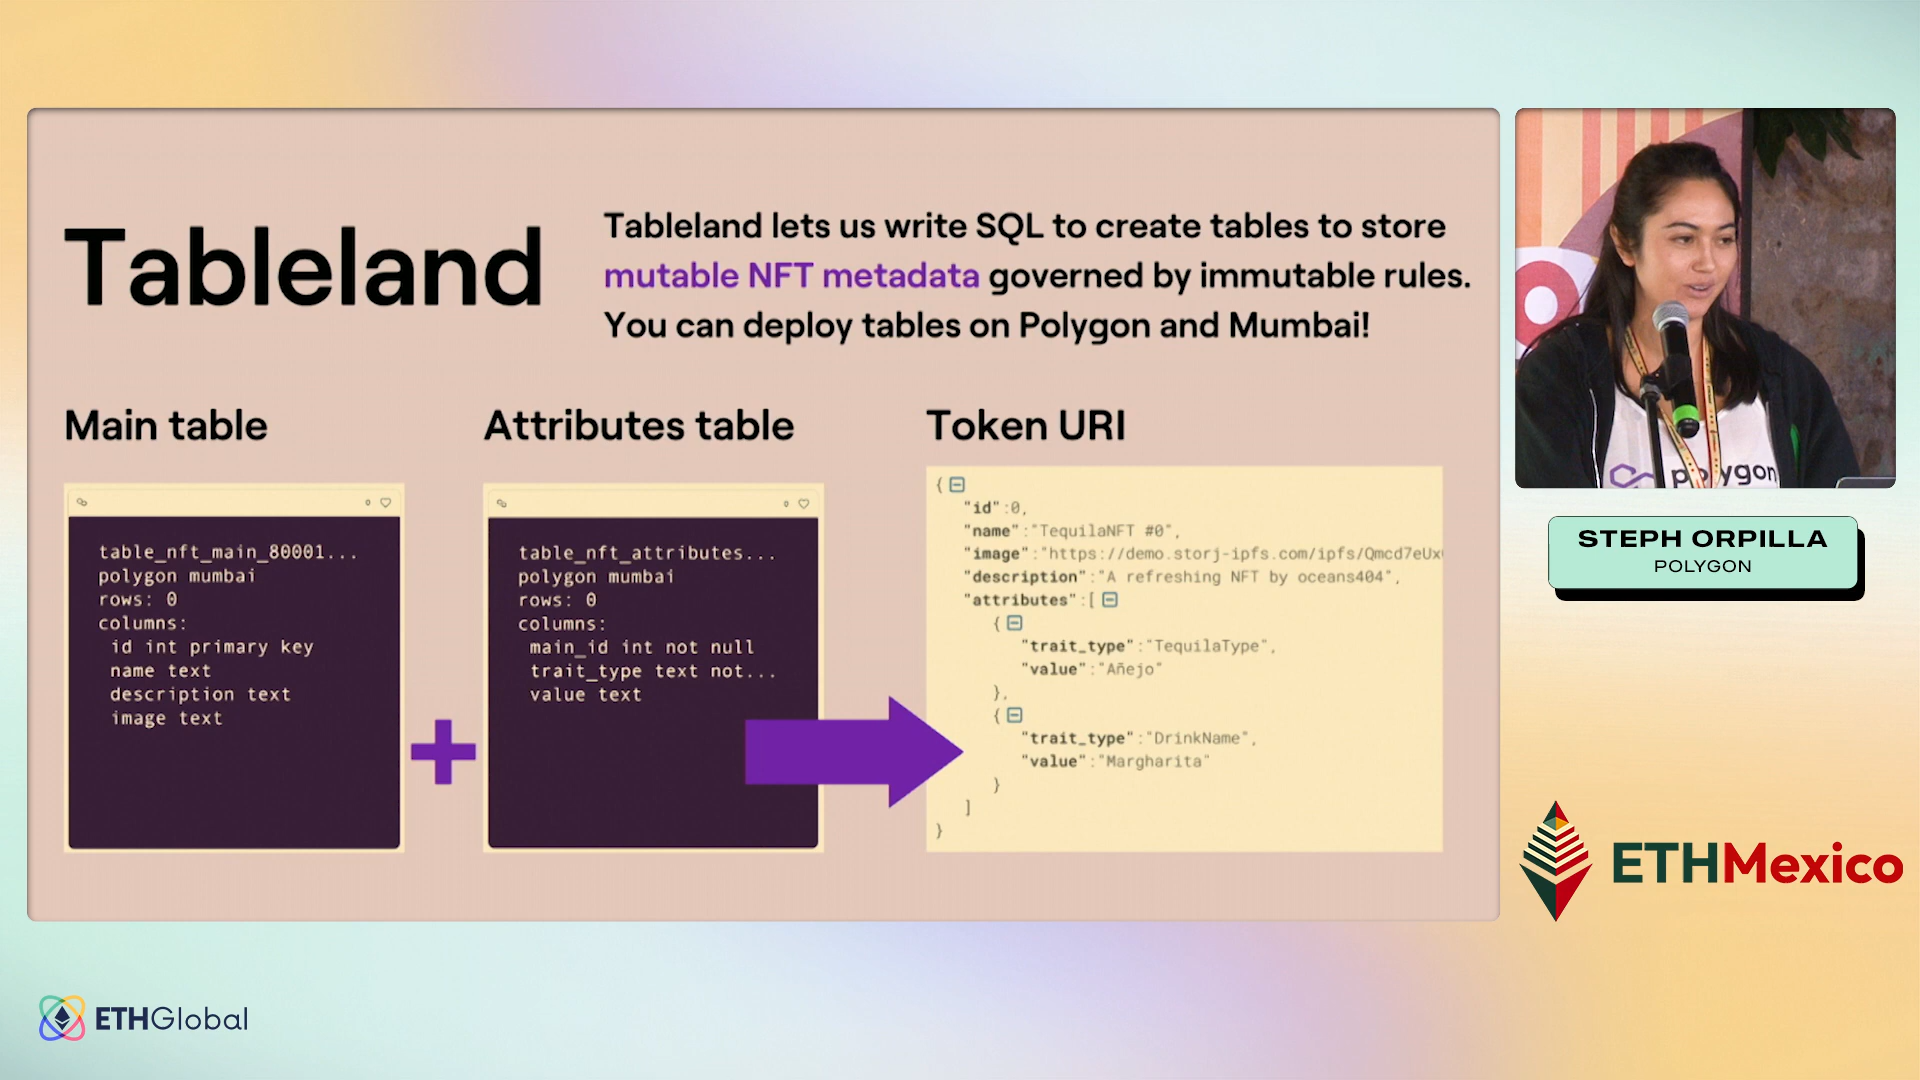 Tableland
Tableland lets us write SQL to create tables to store
mutable NFT metadata governed by immutable rules.
You can deploy tables on Polygon and Mumbai!
Main table
table_nft_main_80001...
polygon mumbai
rows: 0
columns:
id int primary key
name text
description text
image text
Attributes table
table_nft_attributes...
polygon mumbai
rows: 0
columns:
main_id int not null
trait_type text not...
value text
Token URI
{
"id":0,
"name":"TequilaNFT #0",
"image":"https://demo.storj-ipfs.com/ipfs/Qmcd7eUx
"description":"A refreshing NFT by oceans404",
"attributes":[
{
"trait_type":"TequilaType",
"value":"Añejo"
},
{
"trait_type":"DrinkName",
"value":"Margharita"
}
]
}
polygon
STEPH ORPILLA
POLYGON
ETHMexico
ETHGlobal